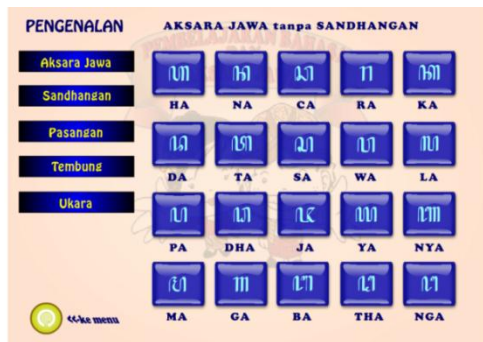 PENGENALAN
AKSARA JAWA tanpa SANDHANGAN
Aksara Jawa
Sandhangan
Pasangan
Tembung
Ukara
ꦲ ꦤ ꦕ ꦫ ꦏ
HA NA CA RA KA
ꦢ ꦠ ꦱ ꦮ ꦭ
DA TA SA WA LA
ꦥ ꦝ ꦗ ꦪ ꦚ
PA DHA JA YA NYA
ꦩ ꦒ ꦧ ꦛ ꦔ
MA GA BA THA NGA
<<-ke menu